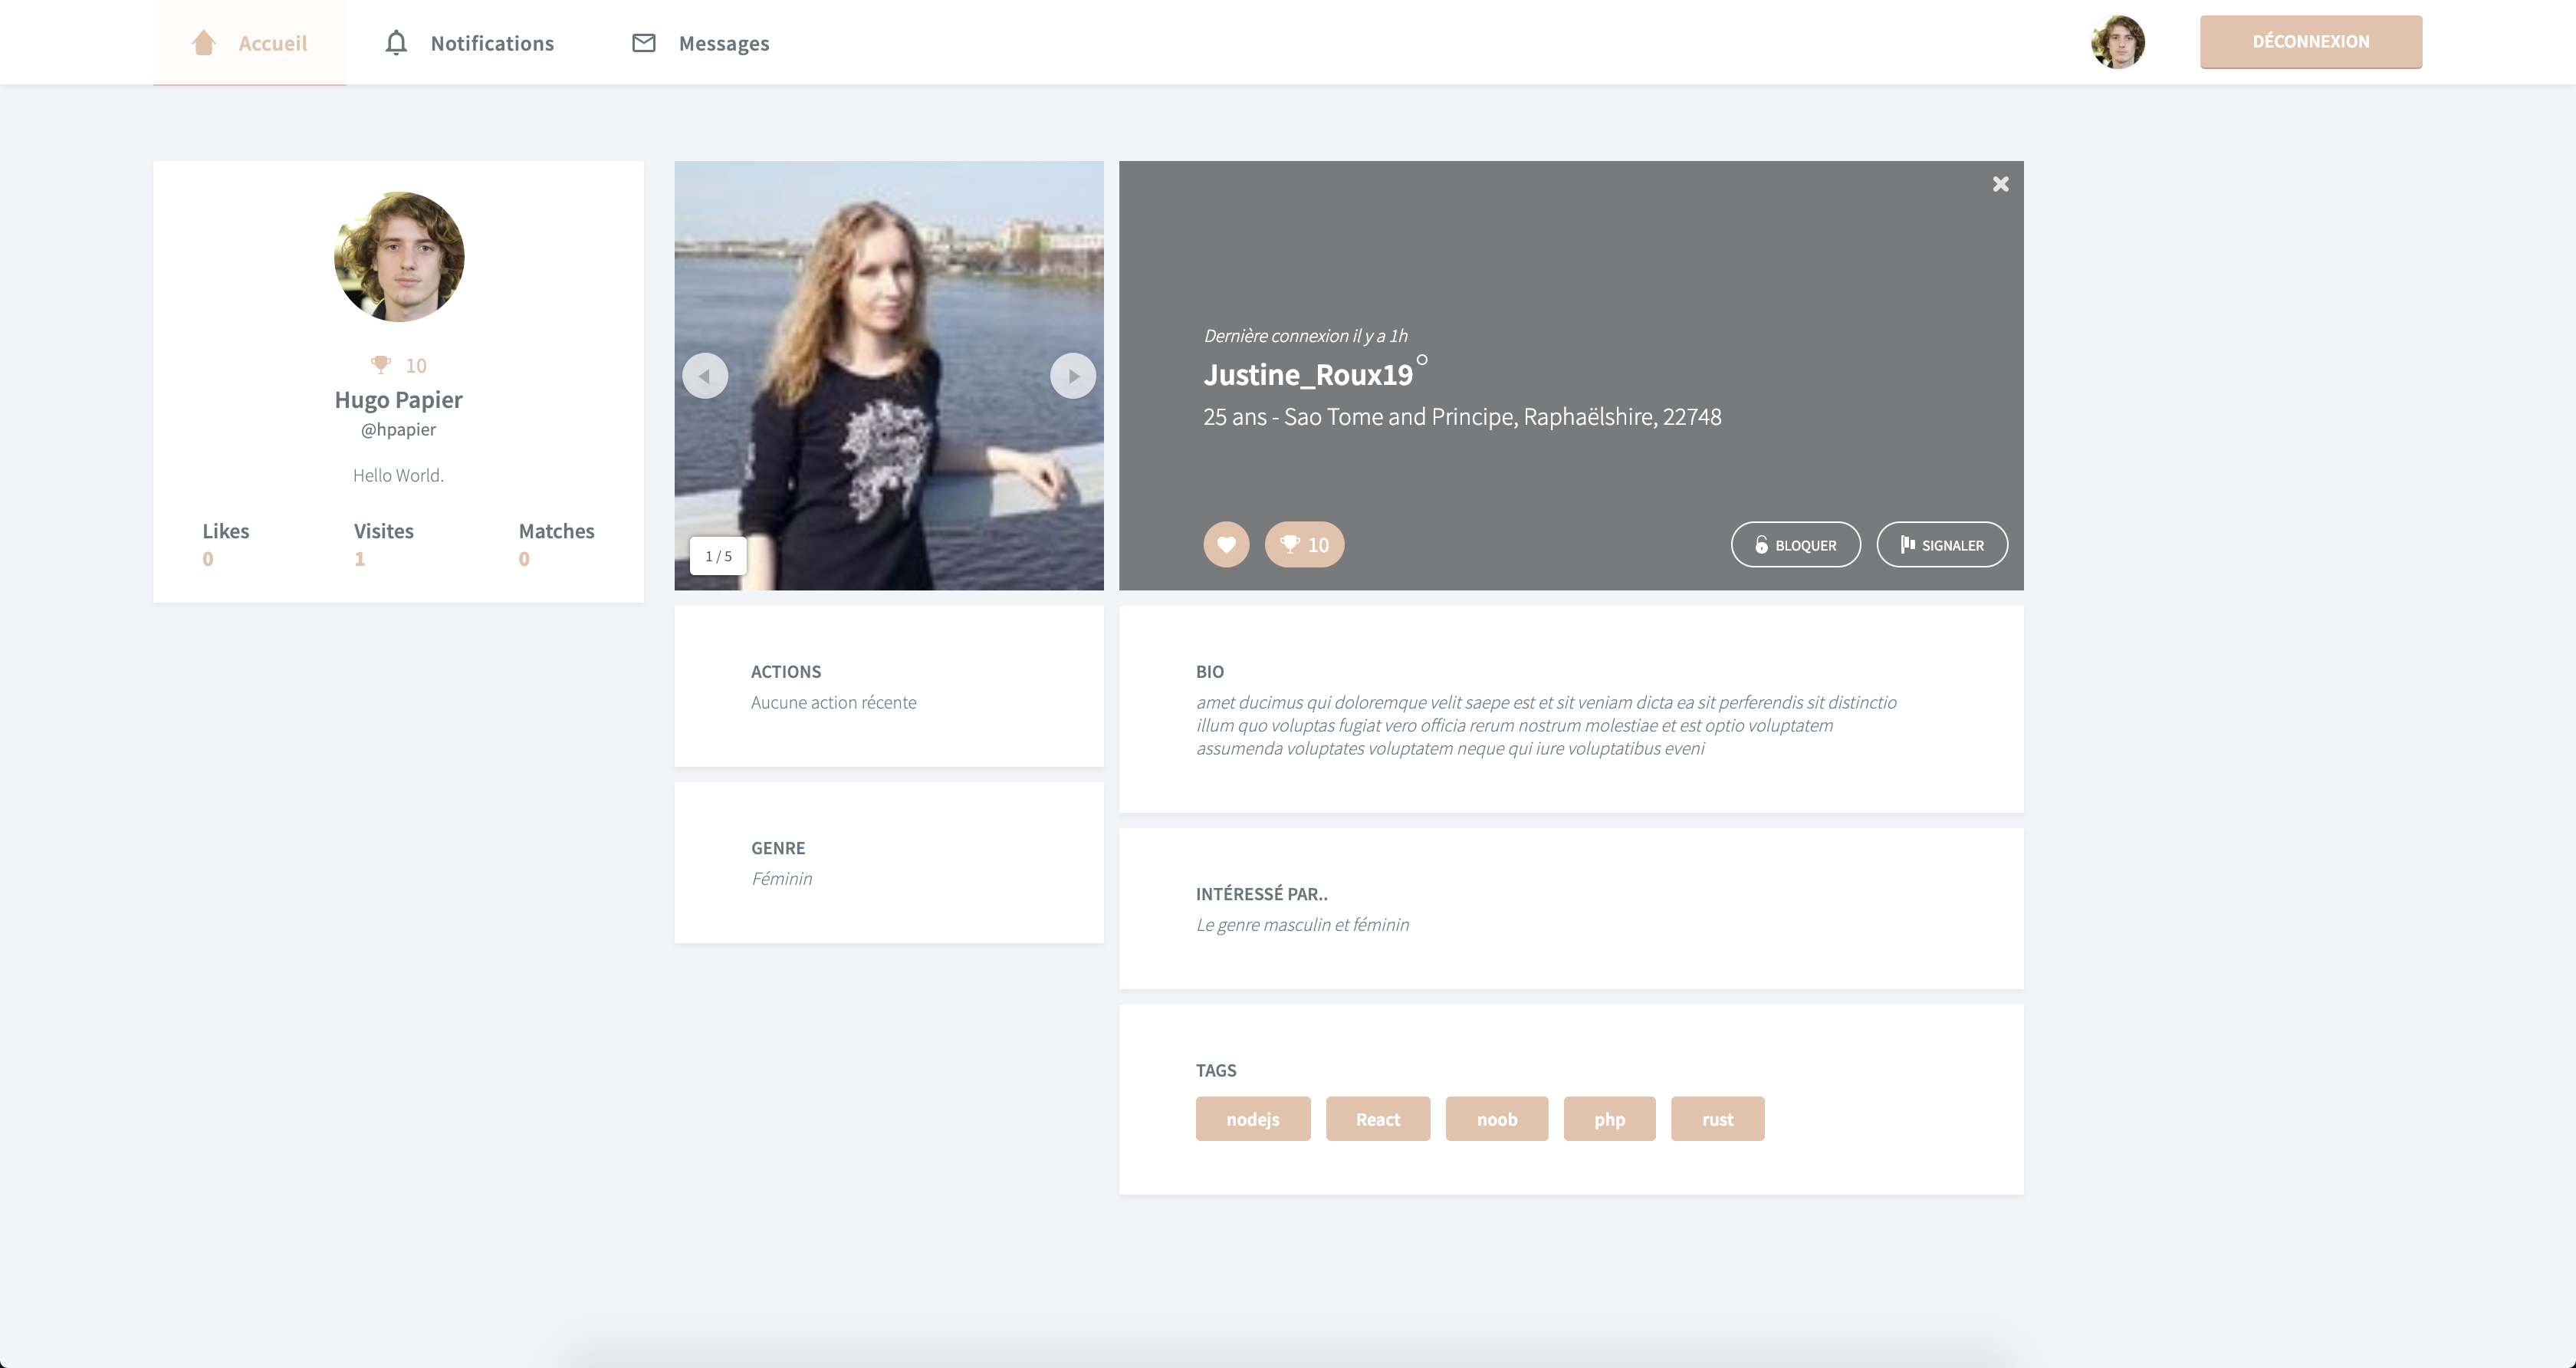 Accueil
Notifications
Messages
DÉCONNEXION
10
Hugo Papier
@hpapier
Hello World.
Likes
0
Visites
1
Matches
0
1 / 5
Dernière connexion il y a 1h
Justine_Roux19
25 ans - Sao Tome and Principe, Raphaëlshire, 22748
10
BLOQUER
SIGNALER
ACTIONS
Aucune action récente
GENRE
Féminin
BIO
amet ducimus qui doloremque velit saepe est et sit veniam dicta ea sit perferendis sit distinctio
illum quo voluptas fugiat vero officia rerum nostrum molestiae et est optio voluptatem
assumenda voluptates voluptatem neque qui iure voluptatibus eveni
INTÉRESSÉ PAR..
Le genre masculin et féminin
TAGS
nodejs
React
noob
php
rust